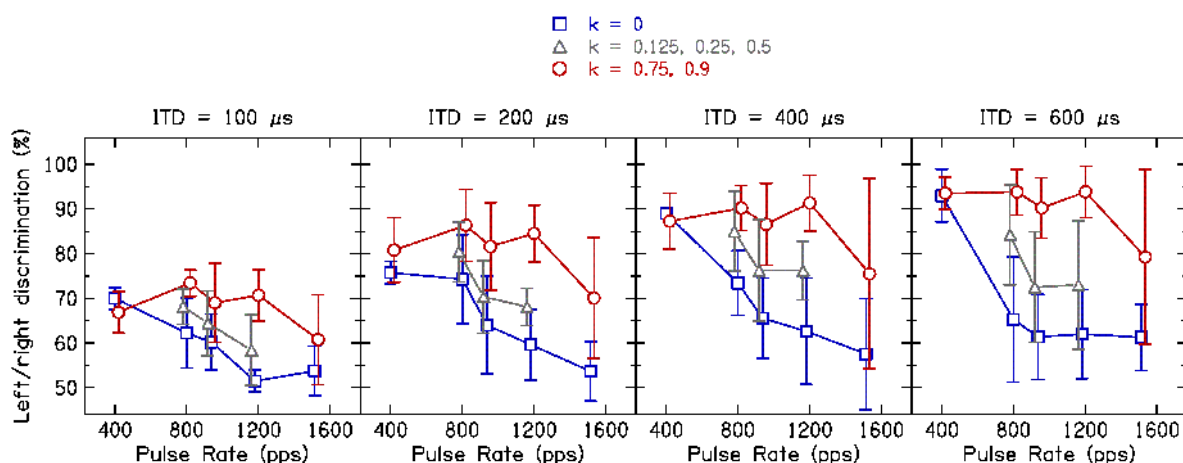 k = 0
k = 0.125, 0.25, 0.5
k = 0.75, 0.9
ITD = 100 μs
ITD = 200 μs
ITD = 400 μs
ITD = 600 μs
Left/right discrimination (%)
100
90
80
70
60
50
400 800 1200 1600
400 800 1200 1600
400 800 1200 1600
400 800 1200 1600
Pulse Rate (pps)
Pulse Rate (pps)
Pulse Rate (pps)
Pulse Rate (pps)